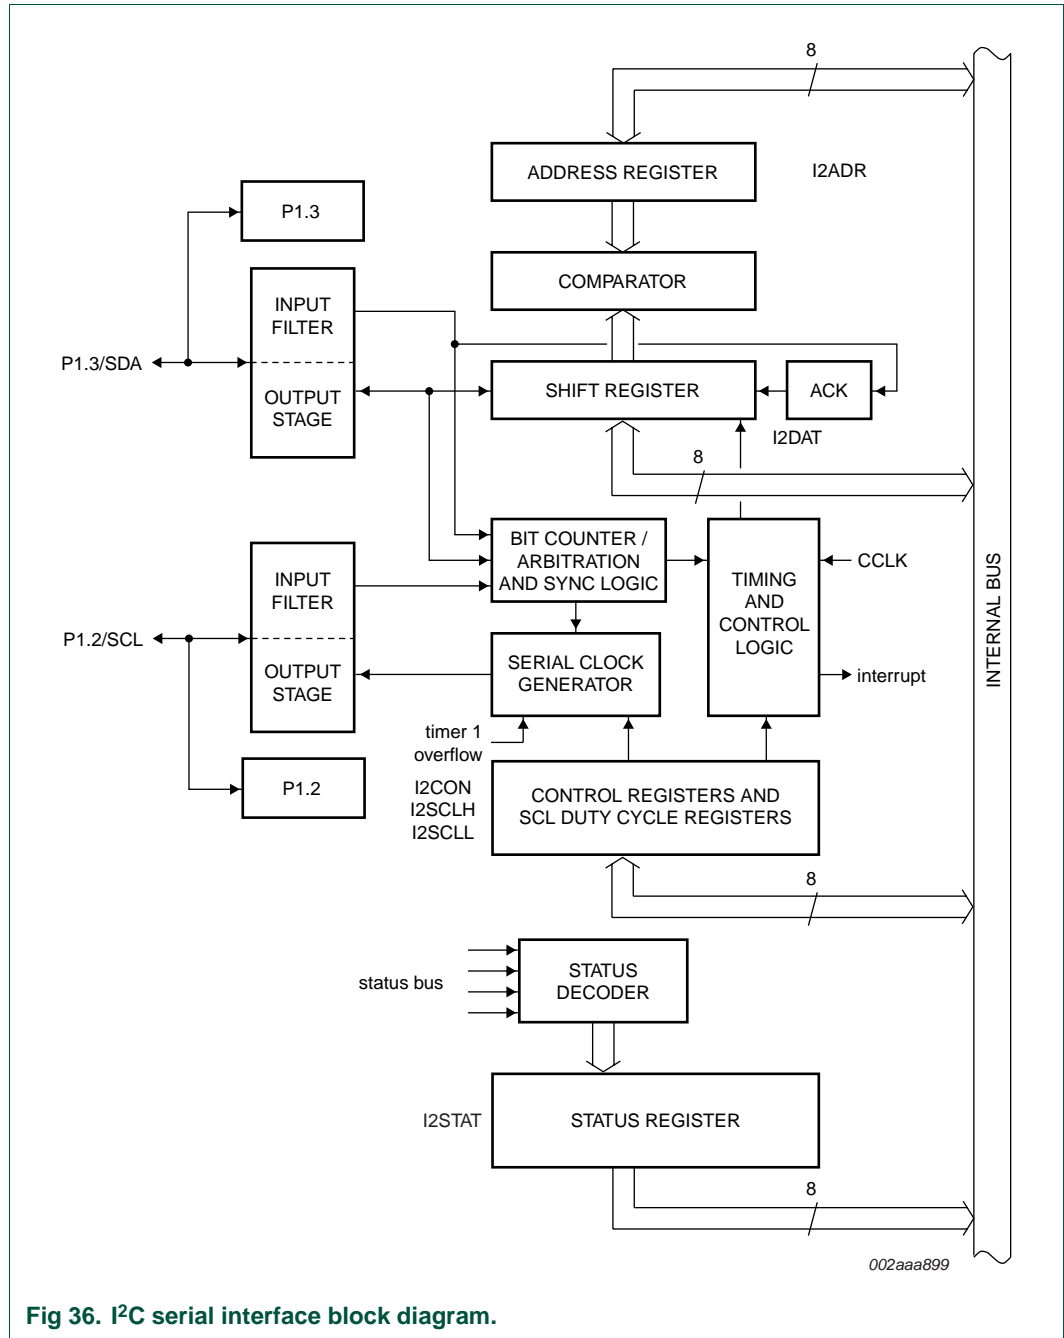 8
ADDRESS REGISTER
I2ADR
P1.3
COMPARATOR
INPUT
FILTER
P1.3/SDA
OUTPUT
STAGE
SHIFT REGISTER
ACK
I2DAT
8
BIT COUNTER /
ARBITRATION
AND SYNC LOGIC
INPUT
FILTER
TIMING
AND
CONTROL
LOGIC
CCLK
INTERNAL BUS
P1.2/SCL
OUTPUT
STAGE
SERIAL CLOCK
GENERATOR
interrupt
timer 1
overflow
P1.2
I2CON
I2SCLH
I2SCLL
CONTROL REGISTERS AND
SCL DUTY CYCLE REGISTERS
8
status bus
STATUS
DECODER
I2STAT
STATUS REGISTER
8
002aaa899
Fig 36. I²C serial interface block diagram.